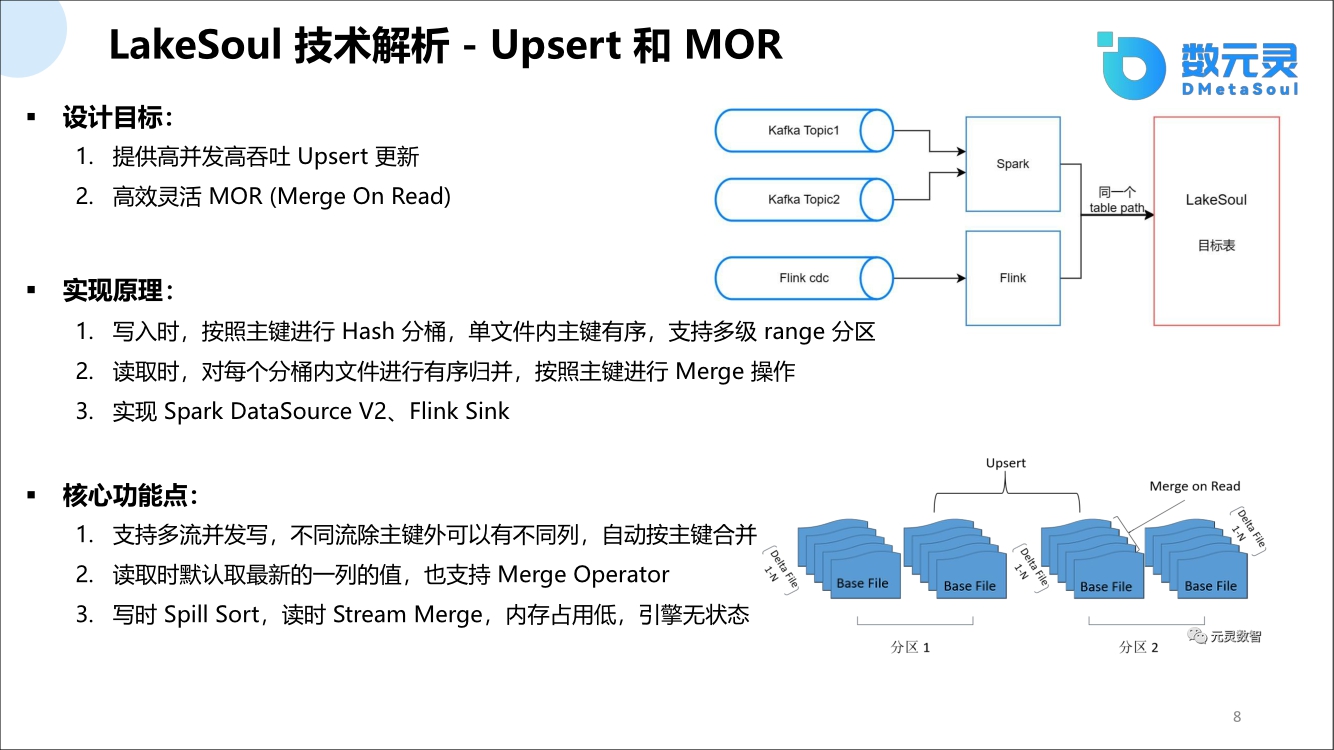 LakeSoul 技术解析 - Upsert 和 MOR
数元灵
DMetaSoul
▪ 设计目标：
1. 提供高并发高吞吐 Upsert 更新
2. 高效灵活 MOR (Merge On Read)
▪ 实现原理：
1. 写入时，按照主键进行 Hash 分桶，单文件内主键有序，支持多级 range 分区
2. 读取时，对每个分桶内文件进行有序归并，按照主键进行 Merge 操作
3. 实现 Spark DataSource V2、Flink Sink
▪ 核心功能点：
1. 支持多流并发写，不同流除主键外可以有不同列，自动按主键合并
2. 读取时默认取最新的一列的值，也支持 Merge Operator
3. 写时 Spill Sort，读时 Stream Merge，内存占用低，引擎无状态
Kafka Topic1
Kafka Topic2
Flink cdc
Spark
Flink
同一个
table path
LakeSoul
目标表
Upsert
Merge on Read
Delta File
1-N
Base File
Base File
Delta File
1-N
Base File
Base File
Delta File
1-N
分区 1
分区 2
元灵数智
8